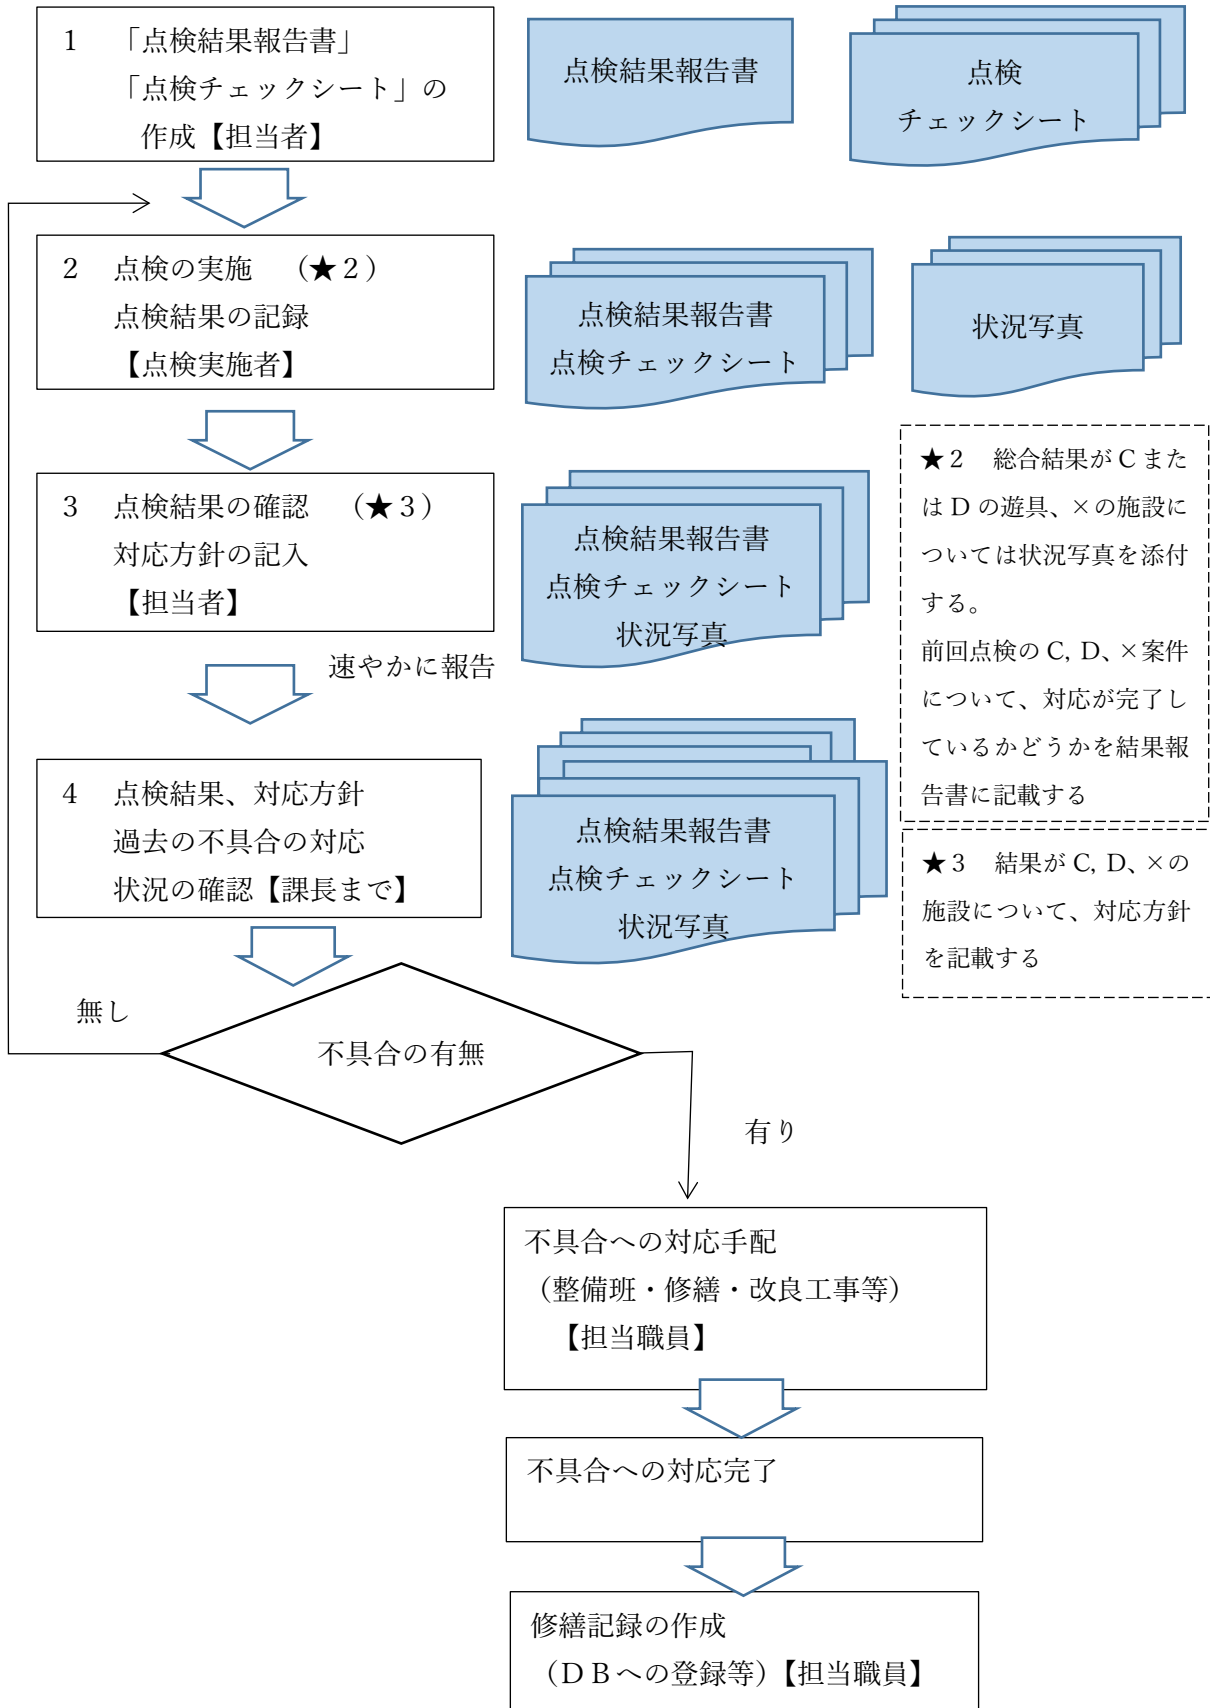 1 「点検結果報告書」
「点検チェックシート」の
作成【担当者】
点検結果報告書
点検
チェックシート
2 点検の実施 （★２）
点検結果の記録
【点検実施者】
点検結果報告書
点検チェックシート
状況写真
3 点検結果の確認 （★３）
対応方針の記入
【担当者】
点検結果報告書
点検チェックシート
状況写真
★２ 総合結果が C また
は D の遊具、×の施設に
ついては状況写真を添付
する。
前回点検の C, D、×案件
について、対応が完了し
ているかどうかを結果報
告書に記載する
速やかに報告
4 点検結果、対応方針
過去の不具合の対応
状況の確認【課長まで】
点検結果報告書
点検チェックシート
状況写真
★３ 結果が C, D、×の
施設について、対応方針
を記載する
無し
不具合の有無
有り
不具合への対応手配
（整備班・修繕・改良工事等）
【担当職員】
不具合への対応完了
修繕記録の作成
（ＤＢへの登録等）【担当職員】